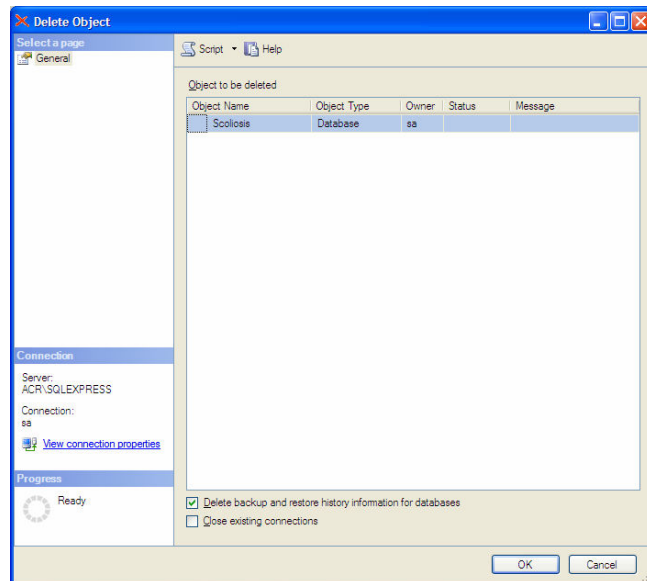 Delete Object
Select a page
General
Script Help
Object to be deleted
Object Name Object Type Owner Status Message
Scoliosis Database sa
Connection
Server:
ACR\SQLEXPRESS
Connection:
sa
View connection properties
Progress
Ready
Delete backup and restore history information for databases
Close existing connections
OK Cancel